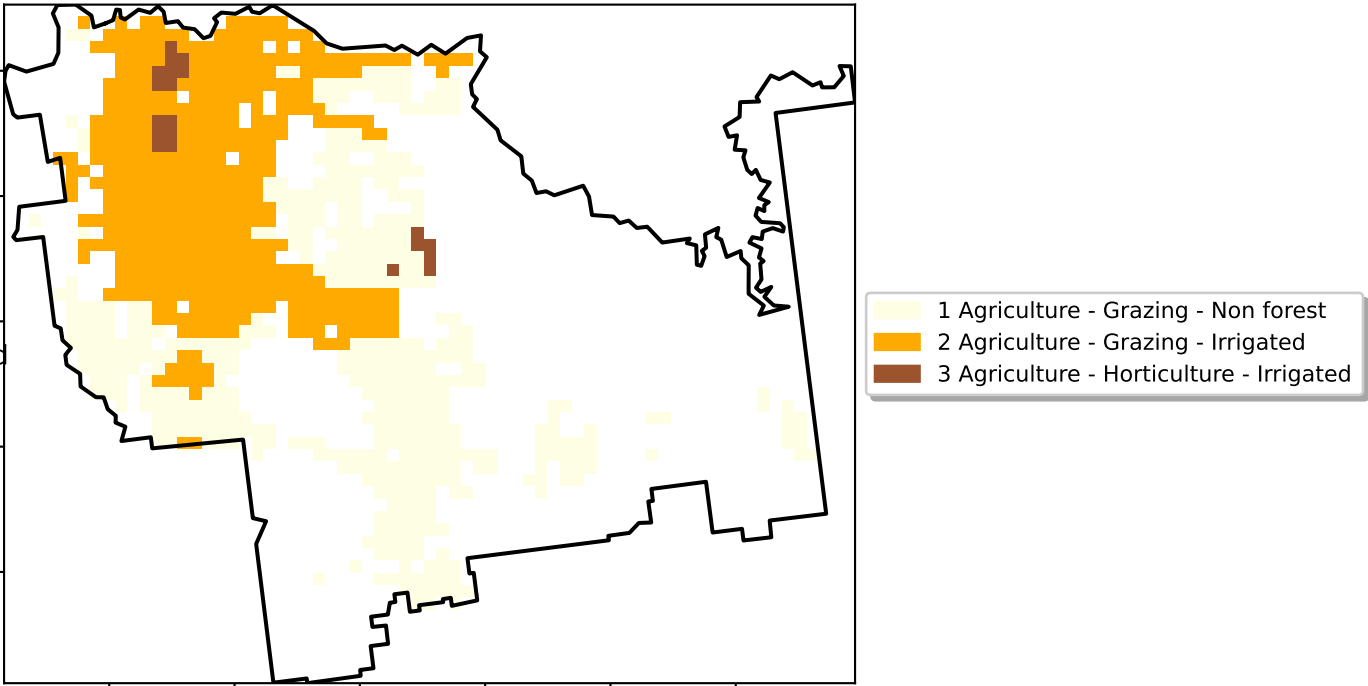 1 Agriculture - Grazing - Non forest
2 Agriculture - Grazing - Irrigated
3 Agriculture - Horticulture - Irrigated